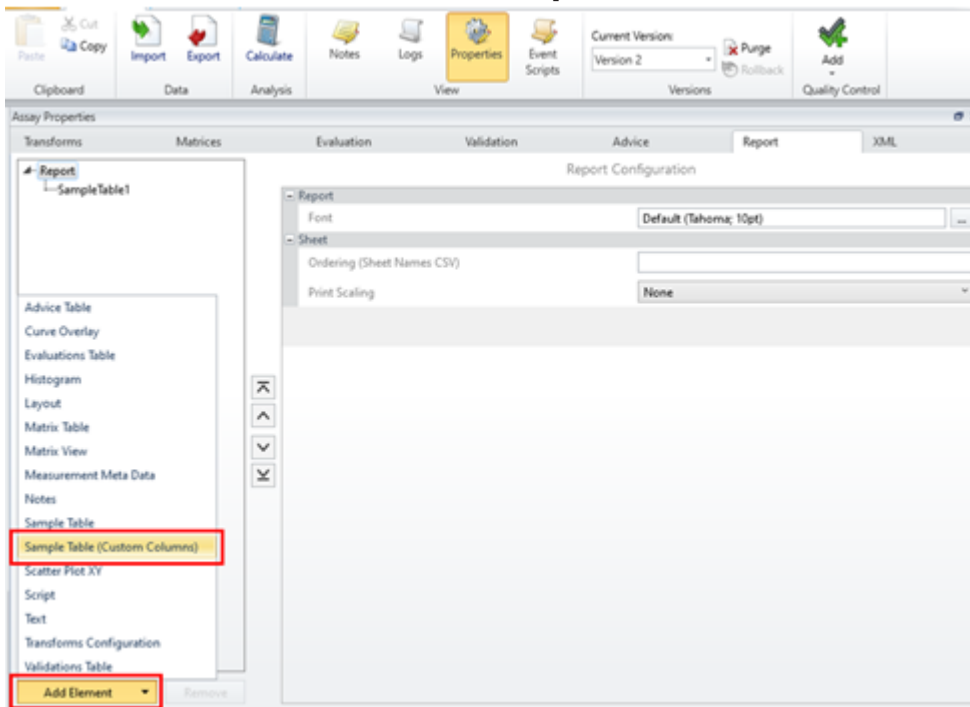 Cut
Copy
Paste
Import
Export
Calculate
Notes
Logs
Properties
Event
Scripts
Current Version:
Version 2
Purge
Rollback
Add
Clipboard
Data
Analysis
View
Versions
Quality Control
Assay Properties
Transforms
Matrices
Evaluation
Validation
Advice
Report
XML
Report
SampleTable1
Report Configuration
Report
Font
Default (Tahoma; 10pt)
...
Sheet
Ordering (Sheet Names CSV)
Print Scaling
None
Advice Table
Curve Overlay
Evaluations Table
Histogram
Layout
Matrix Table
Matrix View
Measurement Meta Data
Notes
Sample Table
Sample Table (Custom Columns)
Scatter Plot XY
Script
Text
Transforms Configuration
Validations Table
Add Element
Remove